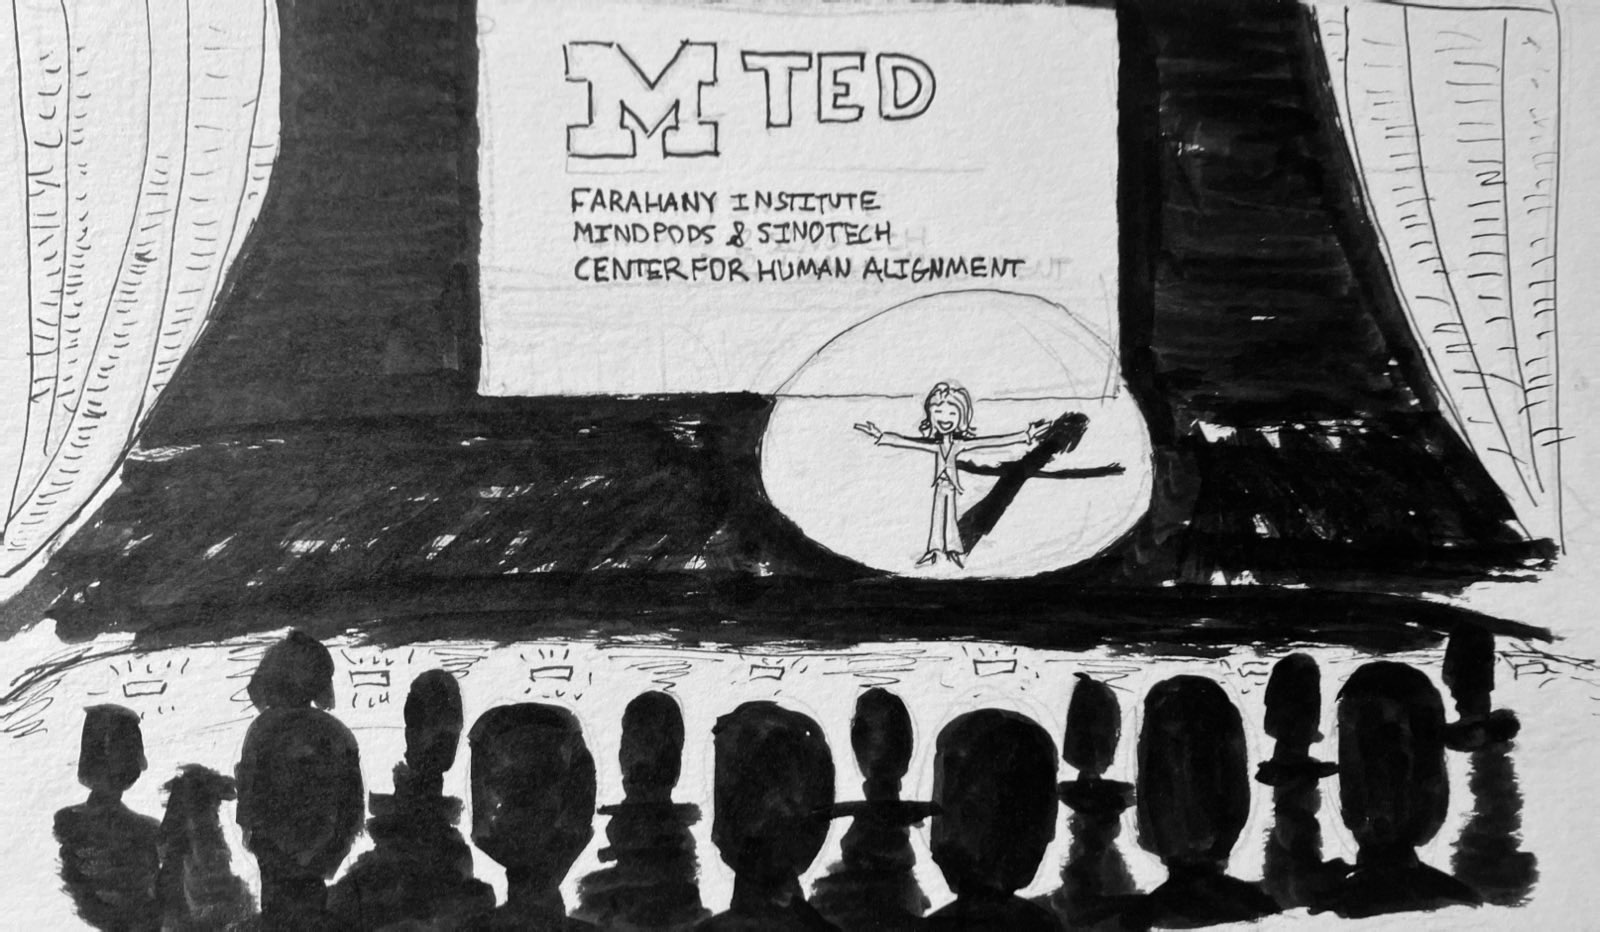 M TED
FARAHANY INSTITUTE
MINDPODS & SINOTECH
CENTER FOR HUMAN ALIGNMENT